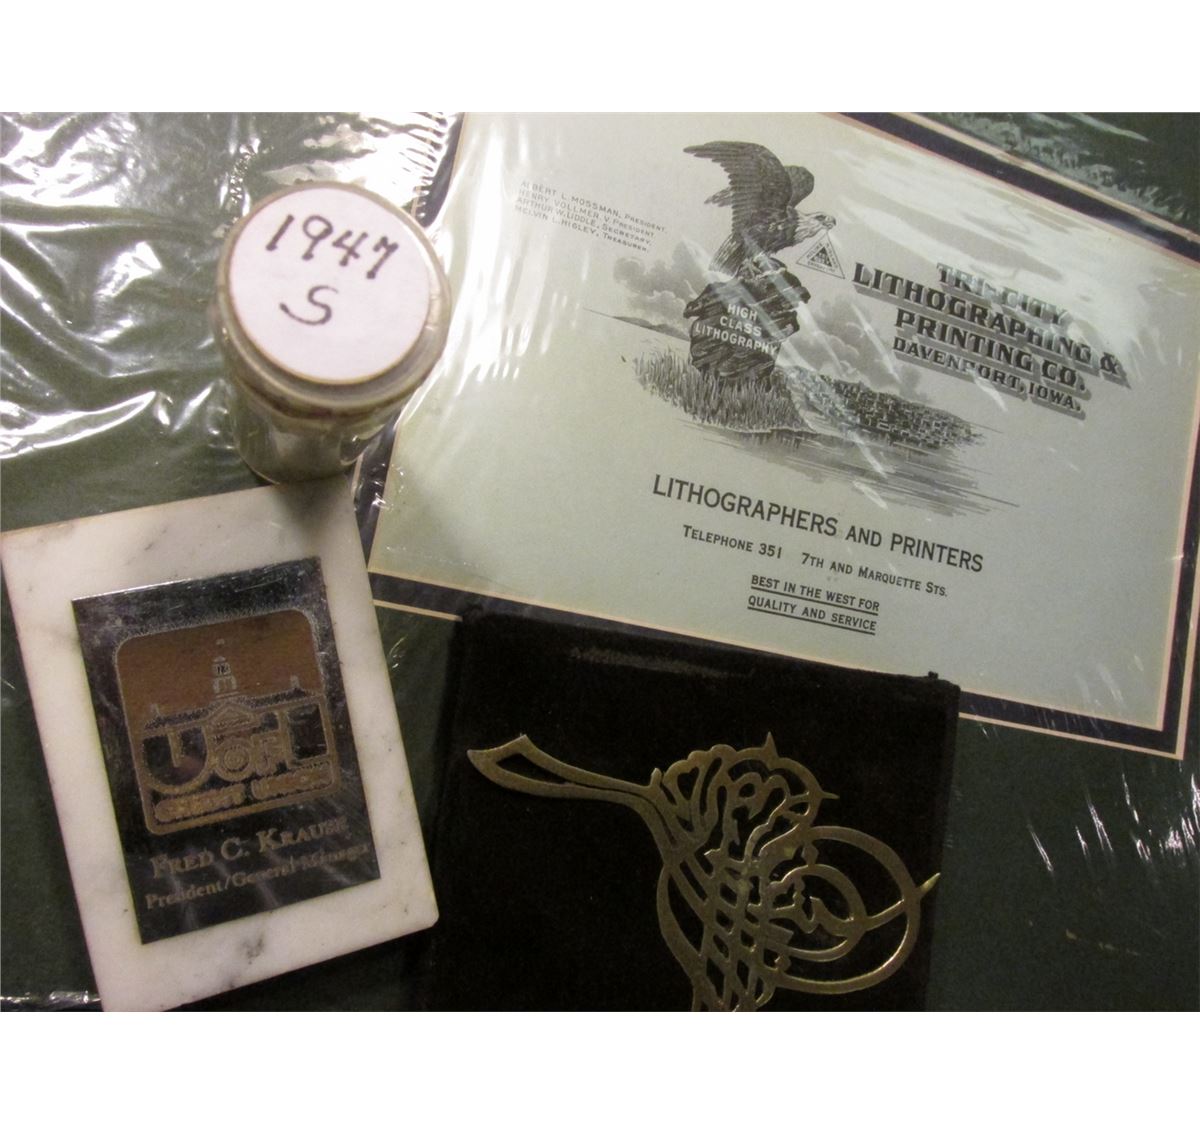 1947
S
ALBERT L. MOSSMAN, PRESIDENT.
HENRY VOLLMER, V. PRESIDENT.
ARTHUR W. LIDDLE, SECRETARY.
MELVIN L. HIGLEY, TREASURER.
HIGH
CLASS
LITHOGRAPHY
TRI-CITY
LITHOGRAPHING &
PRINTING CO.
DAVENPORT, IOWA.
LITHOGRAPHERS AND PRINTERS
TELEPHONE 351 7TH AND MARQUETTE STS.
BEST IN THE WEST FOR
QUALITY AND SERVICE
UofL
CREDIT UNION
FRED C. KRAUSE
President/General Manager